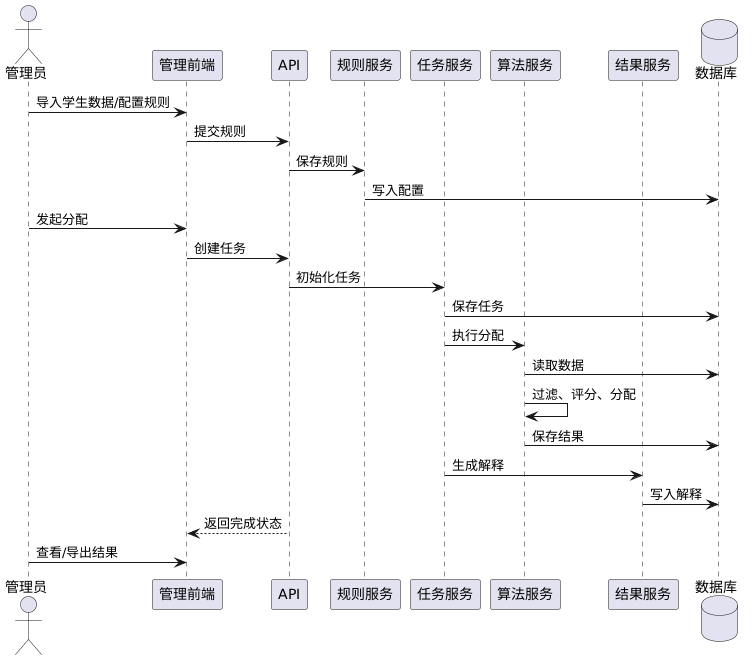 管理员
管理前端
API
规则服务
任务服务
算法服务
结果服务
数据库
导入学生数据/配置规则
提交规则
保存规则
写入配置
发起分配
创建任务
初始化任务
保存任务
执行分配
读取数据
过滤、评分、分配
保存结果
生成解释
写入解释
返回完成状态
查看/导出结果
管理员
管理前端
API
规则服务
任务服务
算法服务
结果服务
数据库